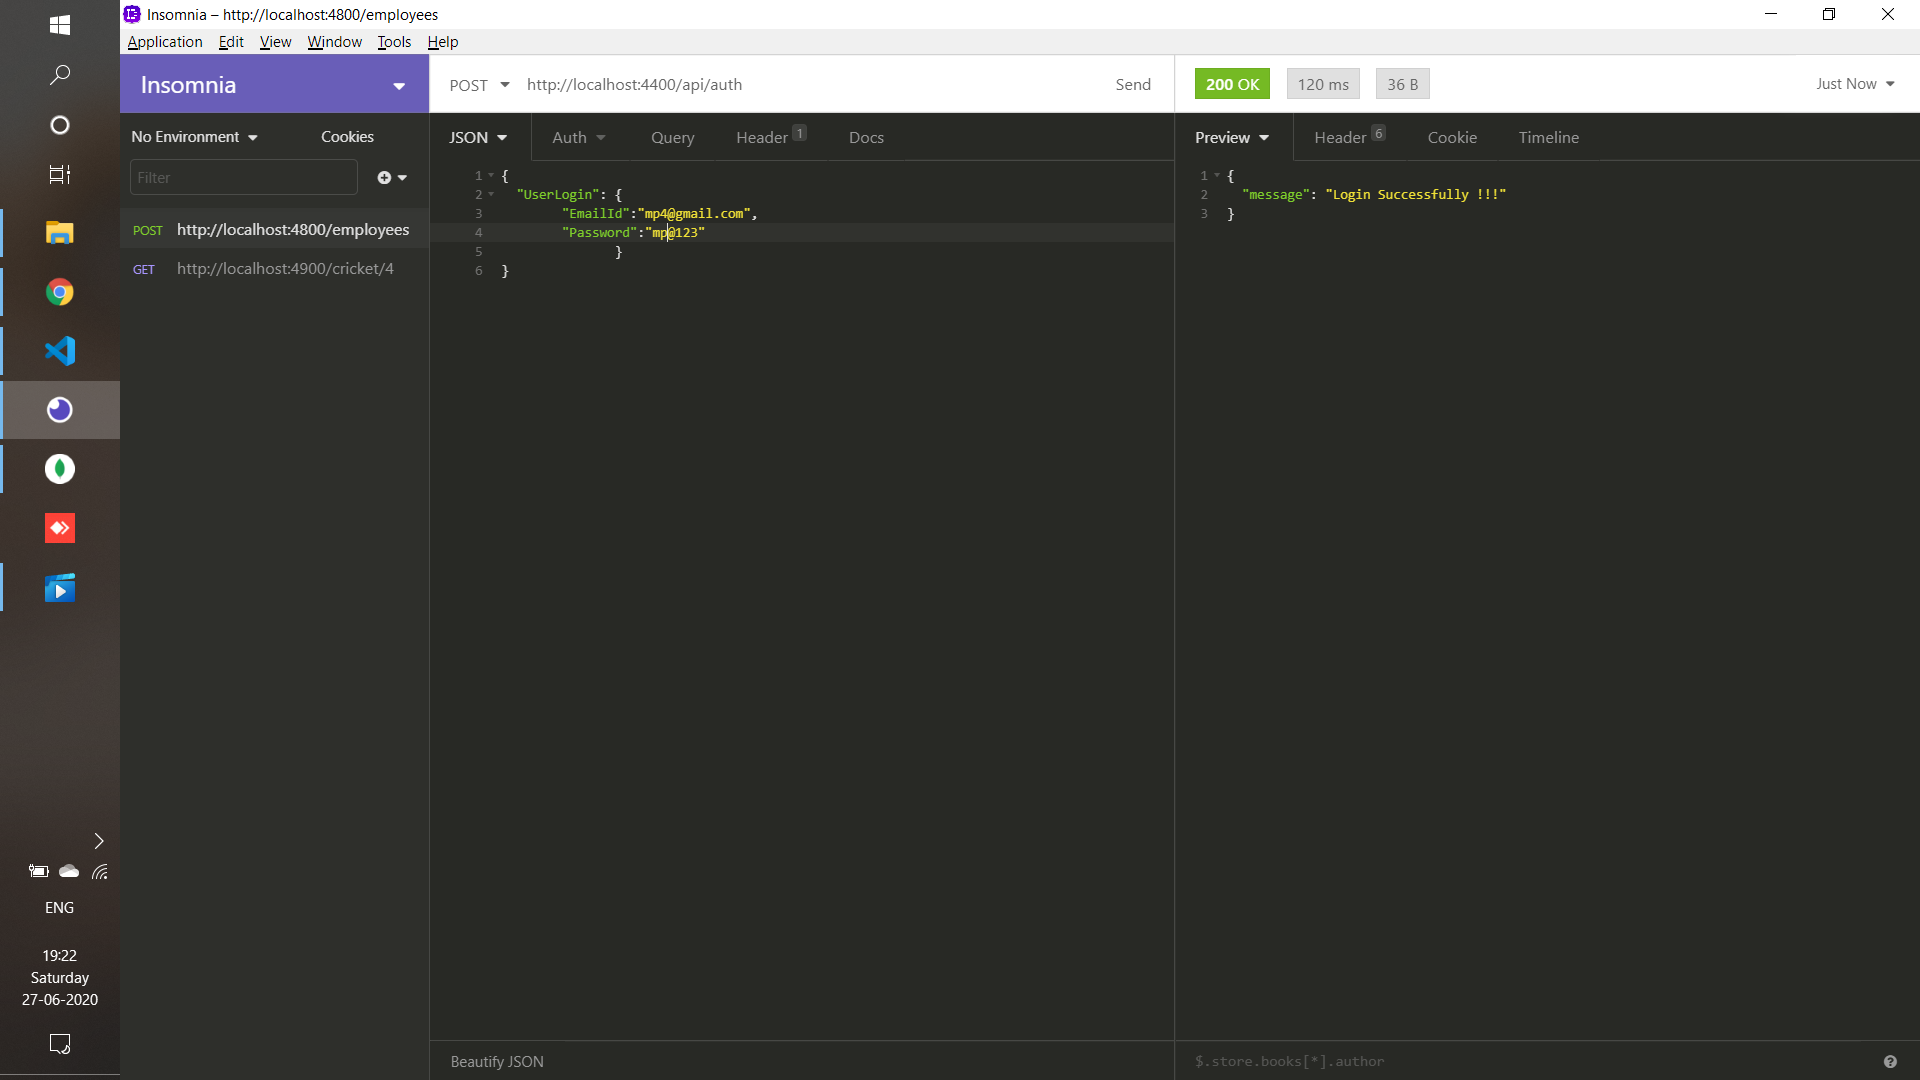 Insomnia – http://localhost:4800/employees
Application Edit View Window Tools Help
Insomnia
POST http://localhost:4400/api/auth Send
200 OK 120 ms 36 B Just Now
No Environment Cookies
JSON Auth Query Header 1 Docs
Preview Header 6 Cookie Timeline
Filter
POST http://localhost:4800/employees
GET http://localhost:4900/cricket/4
1 {
2 "UserLogin": {
3 "EmailId":"mp4@gmail.com",
4 "Password":"mp@123"
5 }
6 }
1 {
2 "message": "Login Successfully !!!"
3 }
ENG
19:22
Saturday
27-06-2020
Beautify JSON
$.store.books[*].author